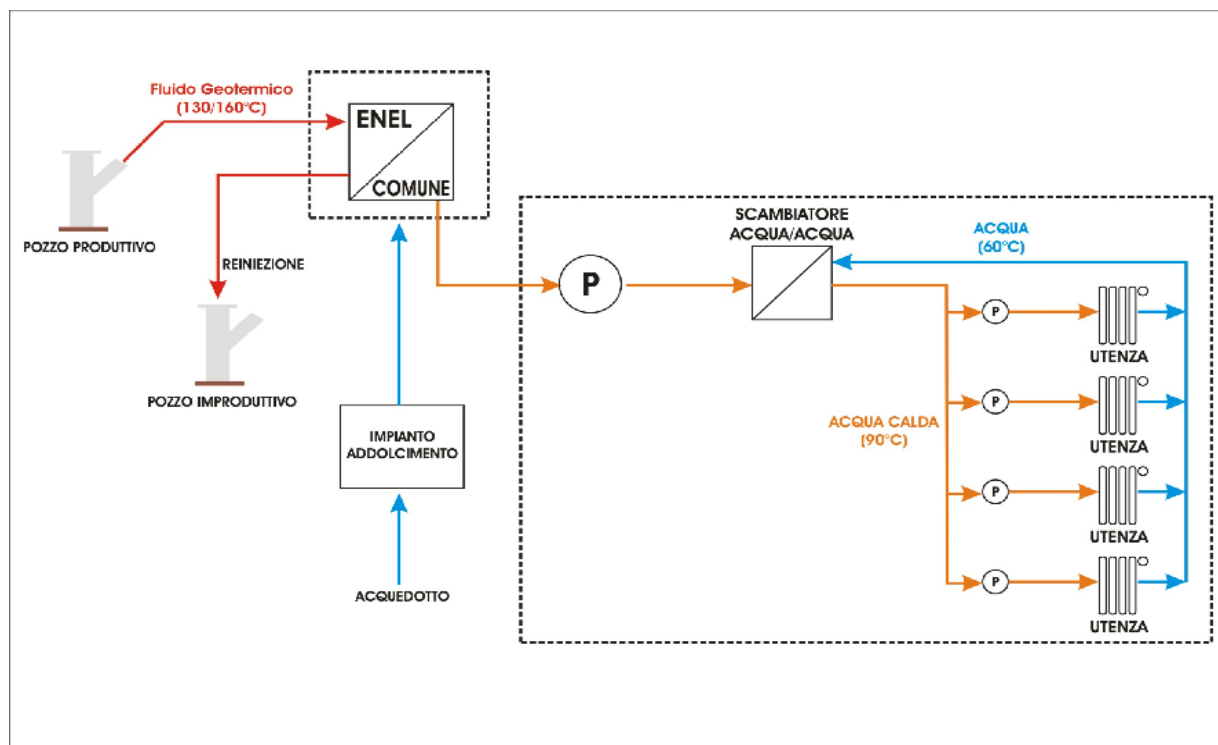 Fluido Geotermico
(130/160°C)
ENEL
COMUNE
POZZO PRODUTTIVO
REINIEZIONE
POZZO IMPRODUTTIVO
IMPIANTO
ADDOLCIMENTO
ACQUEDOTTO
P
SCAMBIATORE
ACQUA/ACQUA
ACQUA
(60°C)
P
UTENZA
ACQUA CALDA
(90°C)
P
UTENZA
P
UTENZA
P
UTENZA